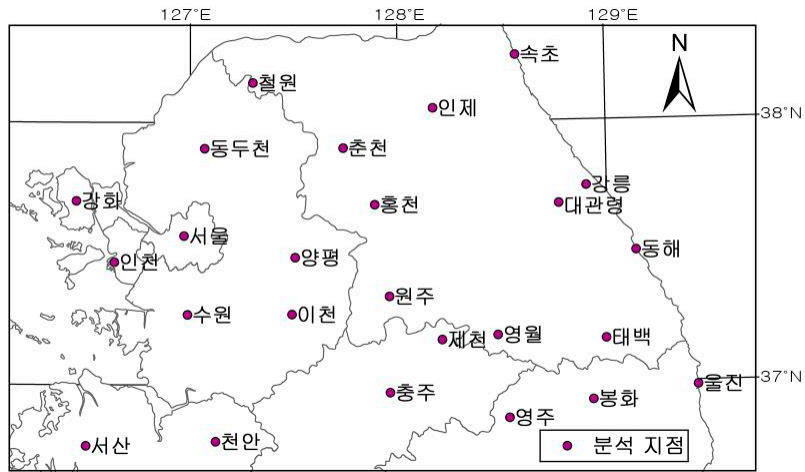 127°E
128°E
129°E
N
속초
철원
인제
38°N
동두천
춘천
강릉
강화
홍천
대관령
서울
동해
인천
양평
원주
수원
이천
제천
영월
태백
37°N
울진
충주
봉화
영주
서산
천안
분석 지점